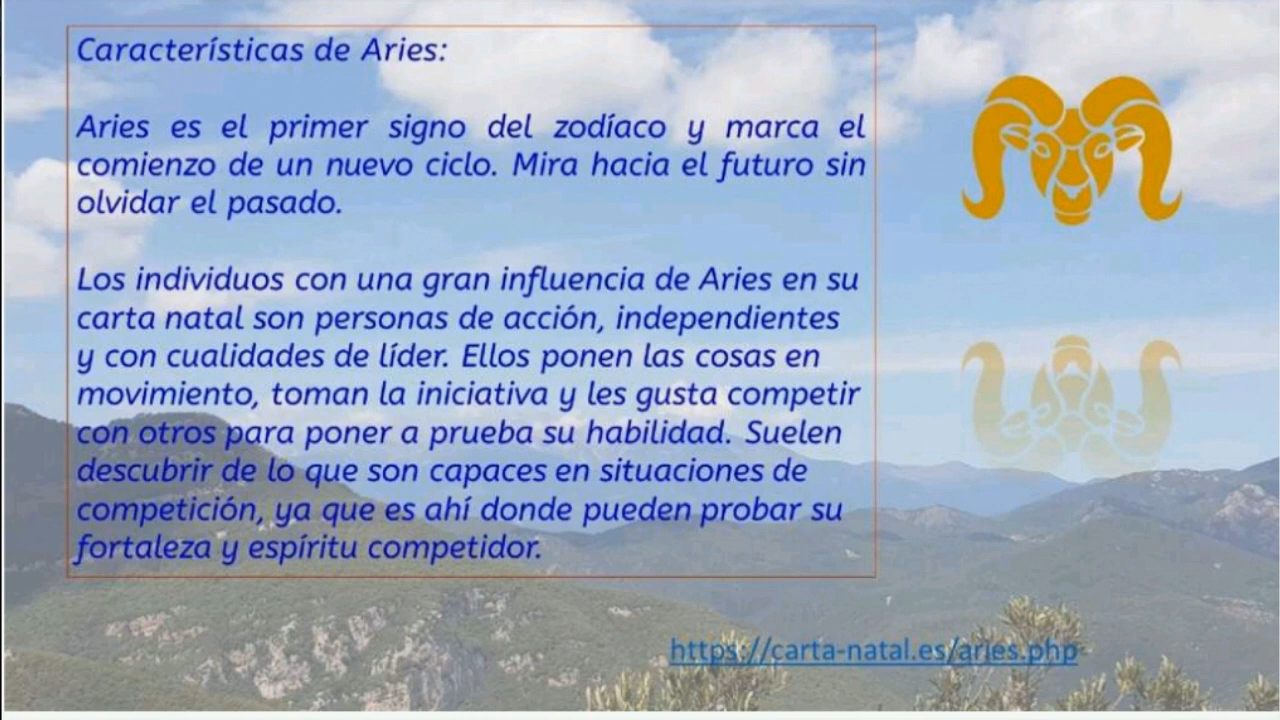 Características de Aries:
Aries es el primer signo del zodíaco y marca el
comienzo de un nuevo ciclo. Mira hacia el futuro sin
olvidar el pasado.
Los individuos con una gran influencia de Aries en su
carta natal son personas de acción, independientes
y con cualidades de líder. Ellos ponen las cosas en
movimiento, toman la iniciativa y les gusta competir
con otros para poner a prueba su habilidad. Suelen
descubrir de lo que son capaces en situaciones de
competición, ya que es ahí donde pueden probar su
fortaleza y espíritu competidor.
https://carta-natal.es/aries.php